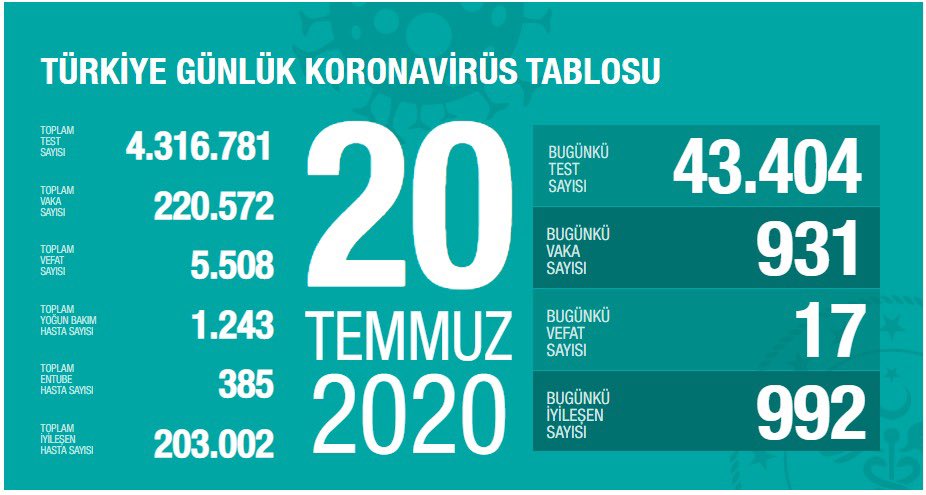 TÜRKİYE GÜNLÜK KORONAVİRÜS TABLOSU
TOPLAM
TEST
SAYISI
4.316.781
TOPLAM
VAKA
SAYISI
220.572
TOPLAM
VEFAT
SAYISI
5.508
TOPLAM
YOĞUN BAKIM
HASTA SAYISI
1.243
TOPLAM
ENTUBE
HASTA SAYISI
385
TOPLAM
İYİLEŞEN
HASTA SAYISI
203.002
20
TEMMUZ
2020
BUGÜNKÜ
TEST
SAYISI
43.404
BUGÜNKÜ
VAKA
SAYISI
931
BUGÜNKÜ
VEFAT
SAYISI
17
BUGÜNKÜ
İYİLEŞEN
SAYISI
992